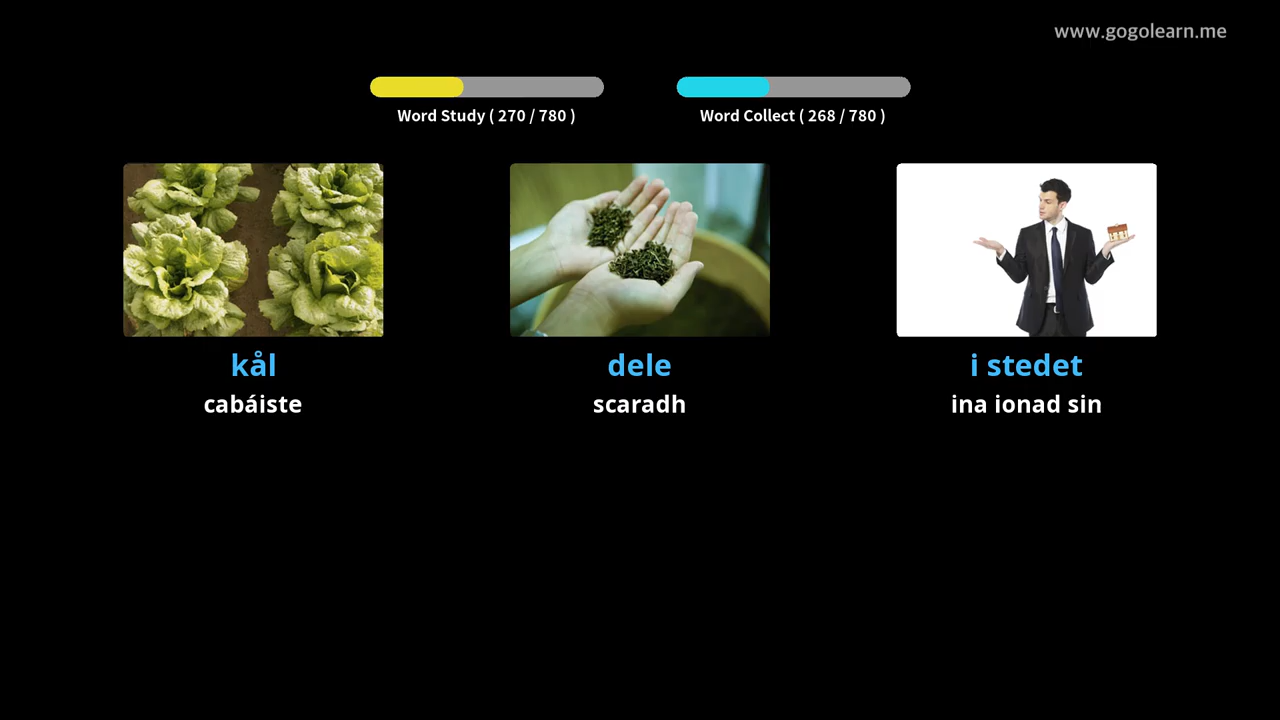 www.gogolearn.me
Word Study ( 270 / 780 )
Word Collect ( 268 / 780 )
kål
dele
i stedet
cabáiste
scaradh
ina ionad sin